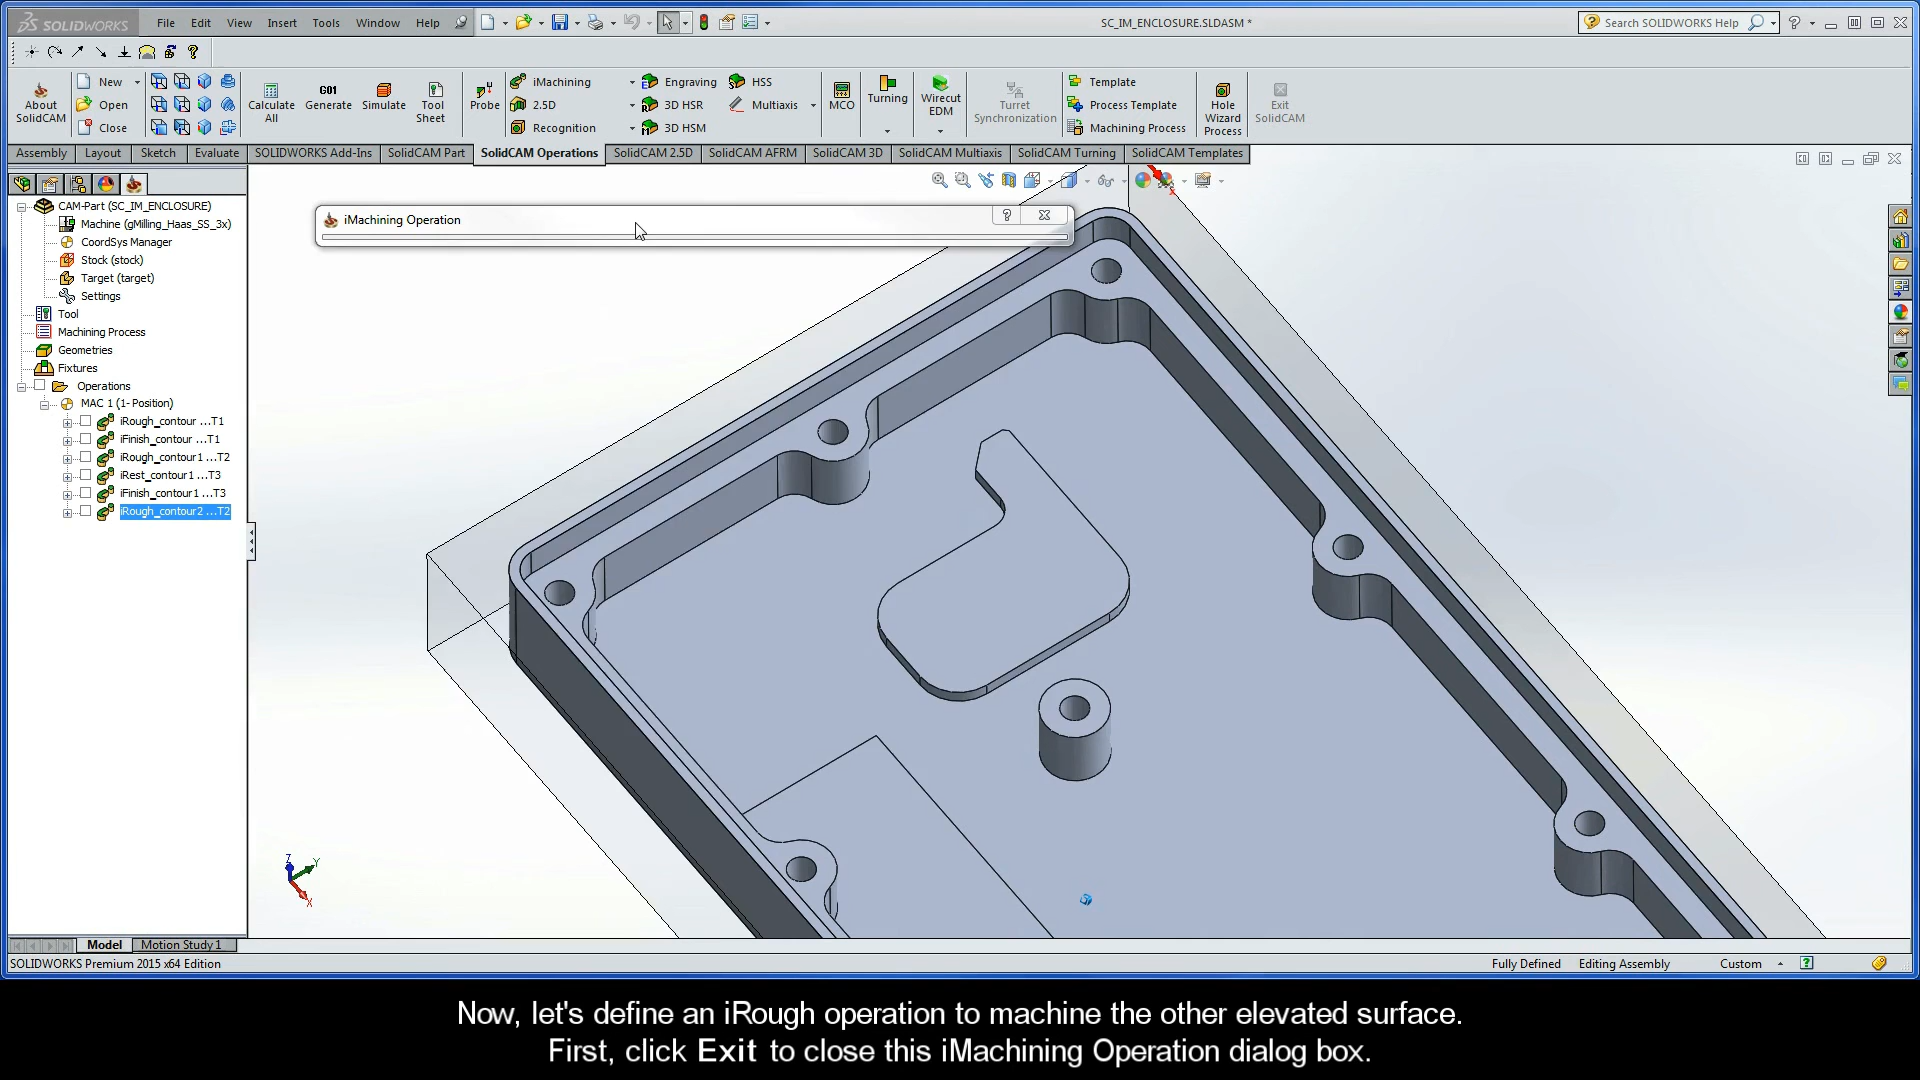 SOLIDWORKS File Edit View Insert Tools Window Help SC_IM_ENCLOSURE.SLDASM * Search SOLIDWORKS Help
About SolidCAM
New
Open
Close
Calculate All
G01
Generate
Simulate
Tool Sheet
Probe
iMachining
2.5D
Recognition
Engraving
3D HSR
3D HSM
HSS
Multiaxis
MCO
Turning
Wirecut EDM
Turret Synchronization
Template
Process Template
Machining Process
Hole Wizard Process
Exit SolidCAM
Assembly Layout Sketch Evaluate SOLIDWORKS Add-Ins SolidCAM Part SolidCAM Operations SolidCAM 2.5D SolidCAM AFRM SolidCAM 3D SolidCAM Multiaxis SolidCAM Turning SolidCAM Templates
CAM-Part (SC_IM_ENCLOSURE)
Machine (gMilling_Haas_SS_3x)
CoordSys Manager
Stock (stock)
Target (target)
Settings
Tool
Machining Process
Geometries
Fixtures
Operations
MAC 1 (1- Position)
iRough_contour ...T1
iFinish_contour ...T1
iRough_contour1 ...T2
iRest_contour1 ...T3
iFinish_contour1 ...T3
iRough_contour2 ...T2
iMachining Operation
Z
Y
X
Model Motion Study 1
SOLIDWORKS Premium 2015 x64 Edition Fully Defined Editing Assembly Custom
Now, let's define an iRough operation to machine the other elevated surface.
First, click Exit to close this iMachining Operation dialog box.